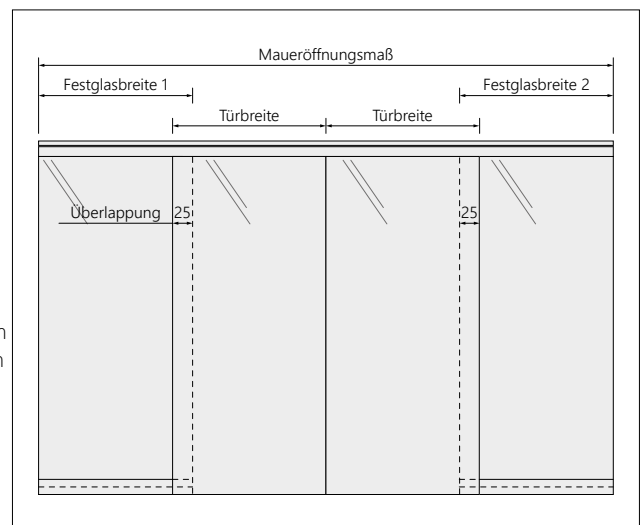 Maueröffnungsmaß
Festglasbreite 1
Festglasbreite 2
Türbreite
Türbreite
Überlappung
25
25
n
n